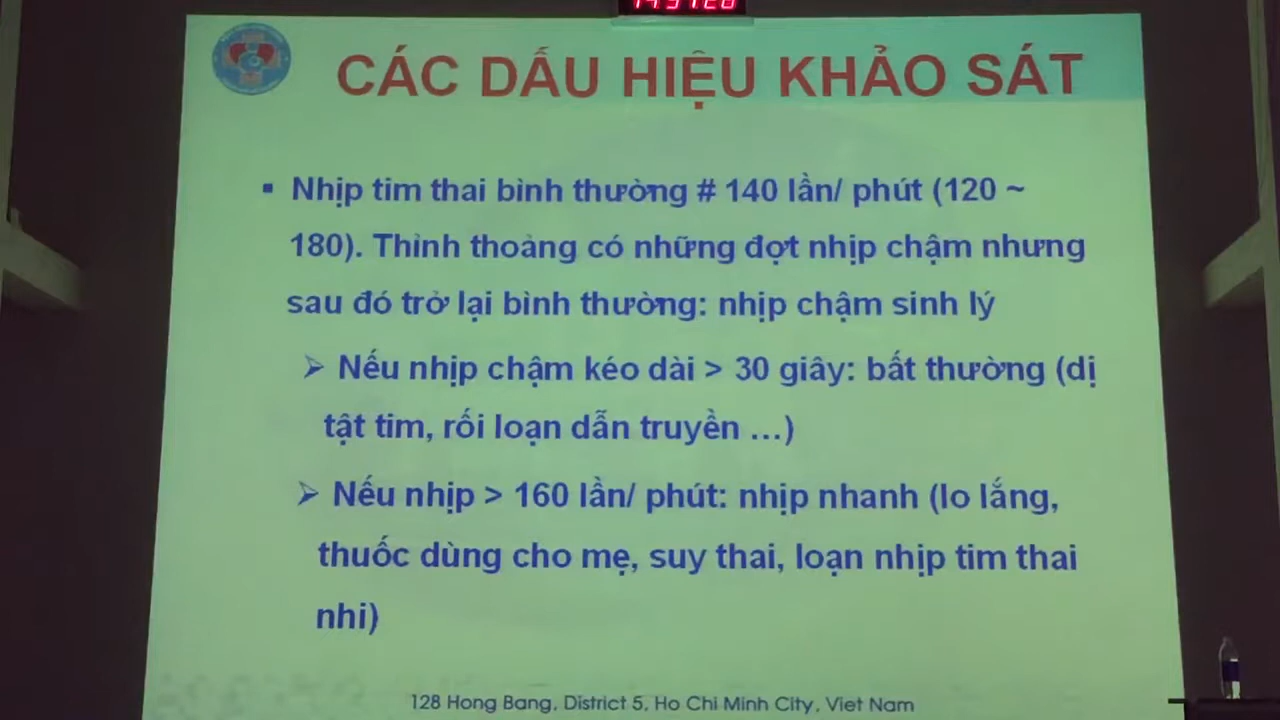 CÁC DẤU HIỆU KHẢO SÁT
▪ Nhịp tim thai bình thường # 140 lần/ phút (120 ~
180). Thỉnh thoảng có những đợt nhịp chậm nhưng
sau đó trở lại bình thường: nhịp chậm sinh lý
➢ Nếu nhịp chậm kéo dài > 30 giây: bất thường (dị
tật tim, rối loạn dẫn truyền ...)
➢ Nếu nhịp > 160 lần/ phút: nhịp nhanh (lo lắng,
thuốc dùng cho mẹ, suy thai, loạn nhịp tim thai
nhi)
128 Hong Bang, District 5, Ho Chi Minh City, Viet Nam